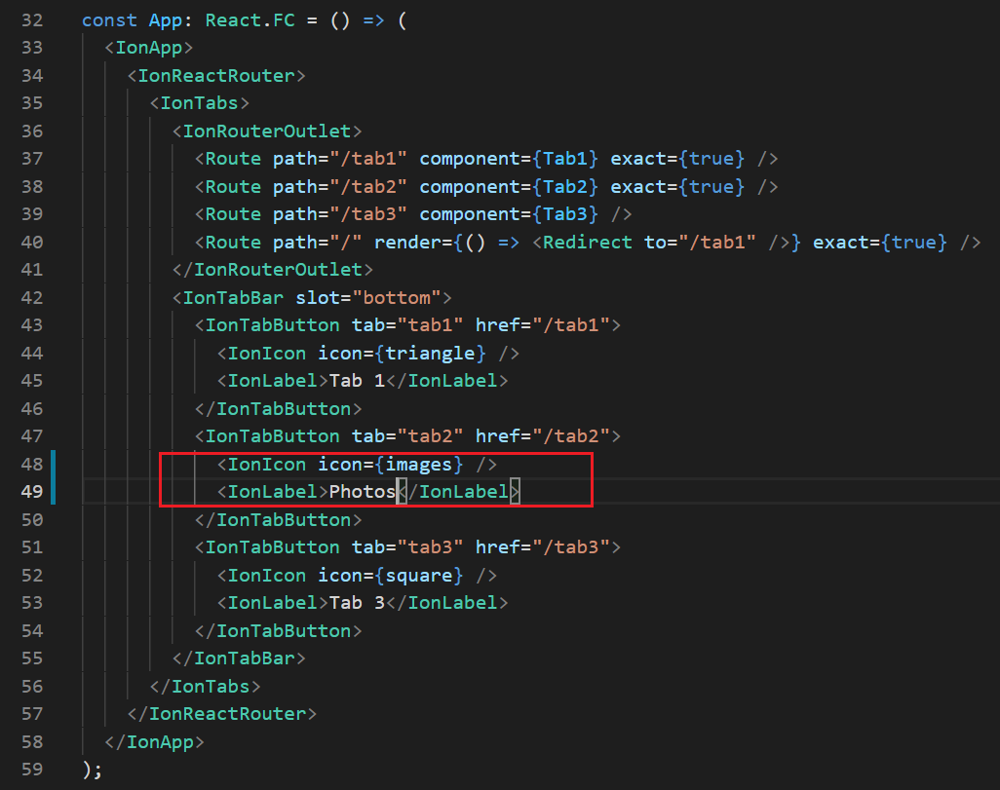 32 const App: React.FC = () => (
33   <IonApp>
34     <IonReactRouter>
35       <IonTabs>
36         <IonRouterOutlet>
37           <Route path="/tab1" component={Tab1} exact={true} />
38           <Route path="/tab2" component={Tab2} exact={true} />
39           <Route path="/tab3" component={Tab3} />
40           <Route path="/" render={() => <Redirect to="/tab1" />} exact={true} />
41         </IonRouterOutlet>
42         <IonTabBar slot="bottom">
43           <IonTabButton tab="tab1" href="/tab1">
44             <IonIcon icon={triangle} />
45             <IonLabel>Tab 1</IonLabel>
46           </IonTabButton>
47           <IonTabButton tab="tab2" href="/tab2">
48             <IonIcon icon={images} />
49             <IonLabel>Photos</IonLabel>
50           </IonTabButton>
51           <IonTabButton tab="tab3" href="/tab3">
52             <IonIcon icon={square} />
53             <IonLabel>Tab 3</IonLabel>
54           </IonTabButton>
55         </IonTabBar>
56       </IonTabs>
57     </IonReactRouter>
58   </IonApp>
59 );